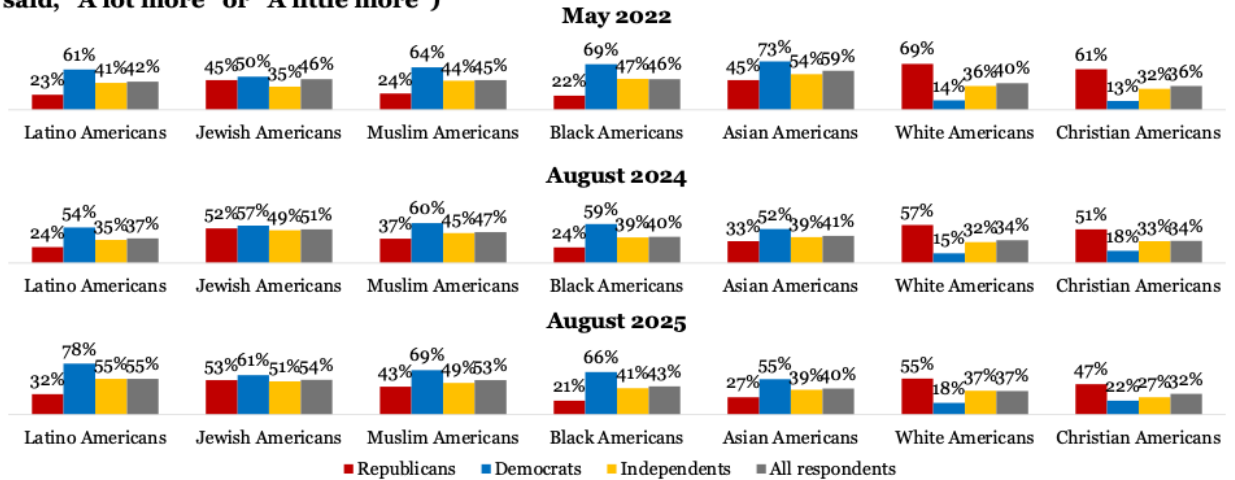 said, "A lot more" or "A little more")
May 2022
23% 61% 41% 42% 45% 50% 35% 46% 24% 64% 44% 45% 22% 69% 47% 46% 45% 73% 54% 59% 69% 14% 36% 40% 61% 13% 32% 36%
Latino Americans Jewish Americans Muslim Americans Black Americans Asian Americans White Americans Christian Americans
August 2024
24% 54% 35% 37% 52% 57% 49% 51% 37% 60% 45% 47% 24% 59% 39% 40% 33% 52% 39% 41% 57% 15% 32% 34% 51% 18% 33% 34%
Latino Americans Jewish Americans Muslim Americans Black Americans Asian Americans White Americans Christian Americans
August 2025
32% 78% 55% 55% 53% 61% 51% 54% 43% 69% 49% 53% 21% 66% 41% 43% 27% 55% 39% 40% 55% 18% 37% 37% 47% 22% 27% 32%
Latino Americans Jewish Americans Muslim Americans Black Americans Asian Americans White Americans Christian Americans
Republicans Democrats Independents All respondents